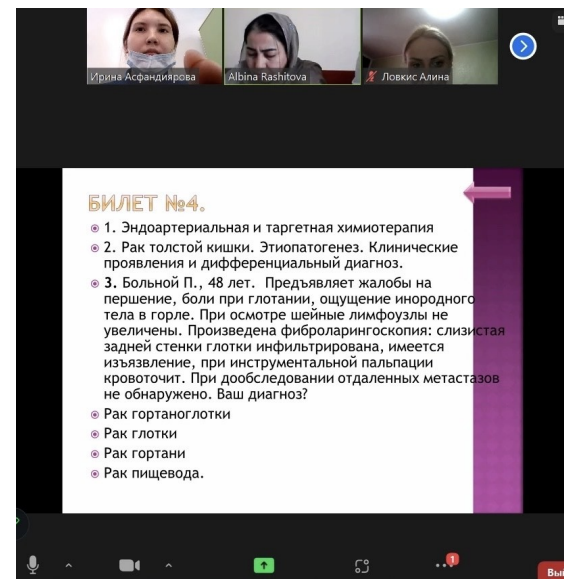 Ирина Асфандиярова
Albina Rashitova
Ловкис Алина
БИЛЕТ №4.
1. Эндоартериальная и таргетная химиотерапия
2. Рак толстой кишки. Этиопатогенез. Клинические
проявления и дифференциальный диагноз.
3. Больной П., 48 лет. Предъявляет жалобы на
першение, боли при глотании, ощущение инородного
тела в горле. При осмотре шейные лимфоузлы не
увеличены. Произведена фиброларингоскопия: слизистая
задней стенки глотки инфильтрирована, имеется
изъязвление, при инструментальной пальпации
кровоточит. При дообследовании отдаленных метастазов
не обнаружено. Ваш диагноз?
Рак гортаноглотки
Рак глотки
Рак гортани
Рак пищевода.
1